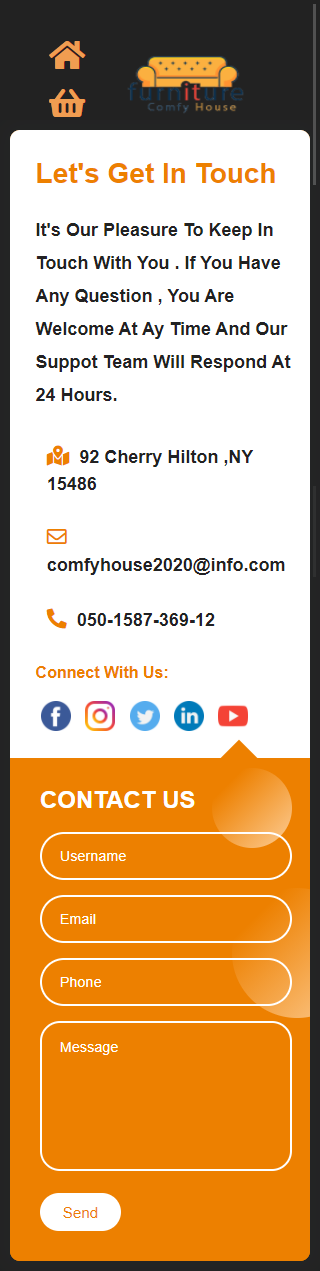 furniture
Comfy House
Let's Get In Touch
It's Our Pleasure To Keep In
Touch With You . If You Have
Any Question , You Are
Welcome At Ay Time And Our
Suppot Team Will Respond At
24 Hours.
92 Cherry Hilton ,NY
15486
comfyhouse2020@info.com
050-1587-369-12
Connect With Us:
CONTACT US
Username
Email
Phone
Message
Send